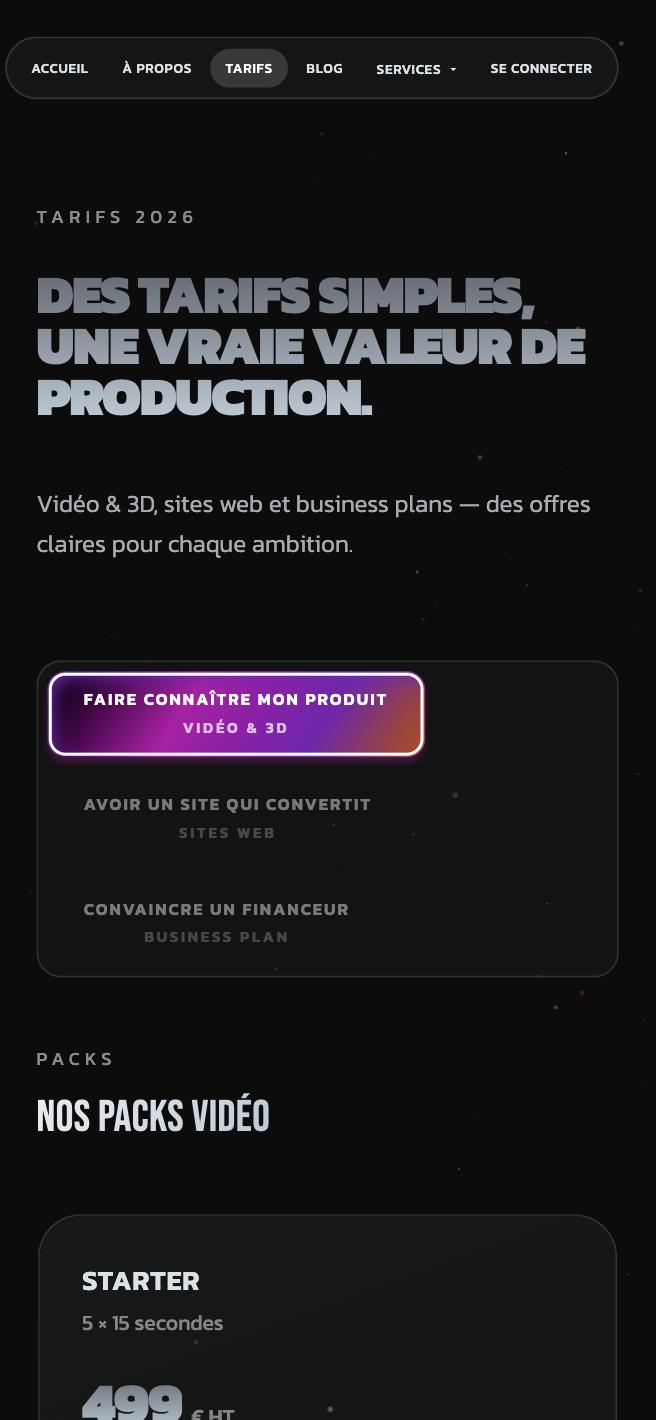 ACCUEIL À PROPOS TARIFS BLOG SERVICES SE CONNECTER
TARIFS 2026
DES TARIFS SIMPLES,
UNE VRAIE VALEUR DE
PRODUCTION.
Vidéo & 3D, sites web et business plans — des offres
claires pour chaque ambition.
FAIRE CONNAÎTRE MON PRODUIT
VIDÉO & 3D
AVOIR UN SITE QUI CONVERTIT
SITES WEB
CONVAINCRE UN FINANCEUR
BUSINESS PLAN
PACKS
NOS PACKS VIDÉO
STARTER
5 × 15 secondes
499 € HT